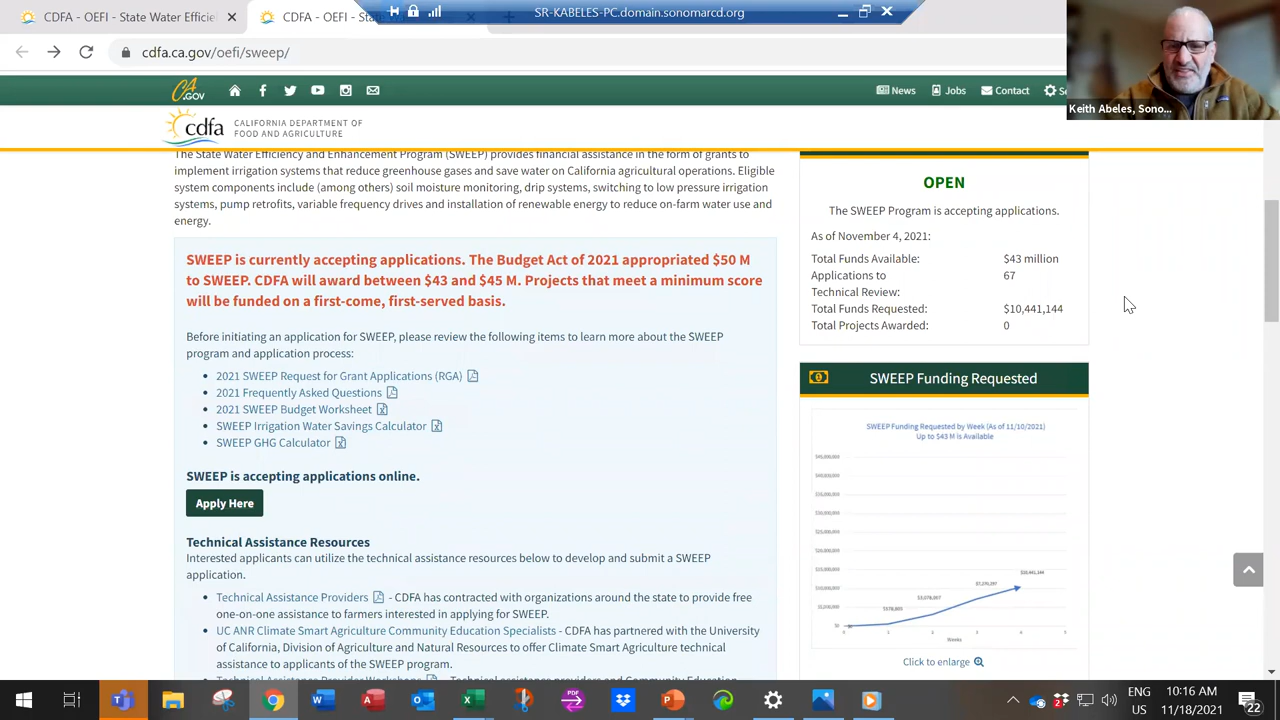 CDFA - OEFI - State Water Efficie
CDFA - OEFI - Sta
SR-KABELES-PC.domain.sonomarcd.org
cdfa.ca.gov/oefi/sweep/
CA.GOV
News
Jobs
Contact
Se
Keith Abeles, Sono...
cdfa
CALIFORNIA DEPARTMENT OF
FOOD AND AGRICULTURE
The State Water Efficiency and Enhancement Program (SWEEP) provides financial assistance in the form of grants to
implement irrigation systems that reduce greenhouse gases and save water on California agricultural operations. Eligible
system components include (among others) soil moisture monitoring, drip systems, switching to low pressure irrigation
systems, pump retrofits, variable frequency drives and installation of renewable energy to reduce on-farm water use and
energy.
SWEEP is currently accepting applications. The Budget Act of 2021 appropriated $50 M
to SWEEP. CDFA will award between $43 and $45 M. Projects that meet a minimum score
will be funded on a first-come, first-served basis.
Before initiating an application for SWEEP, please review the following items to learn more about the SWEEP
program and application process:
• 2021 SWEEP Request for Grant Applications (RGA)
• 2021 Frequently Asked Questions
• 2021 SWEEP Budget Worksheet
• SWEEP Irrigation Water Savings Calculator
• SWEEP GHG Calculator
SWEEP is accepting applications online.
Apply Here
Technical Assistance Resources
Interested applicants can utilize the technical assistance resources below to develop and submit a SWEEP
application.
• Technical Assistance Providers - CDFA has contracted with organizations around the state to provide free
one-on-one assistance to farmers interested in applying for SWEEP.
• UC ANR Climate Smart Agriculture Community Education Specialists - CDFA has partnered with the University
of California, Division of Agriculture and Natural Resources to offer Climate Smart Agriculture technical
assistance to applicants of the SWEEP program.
OPEN
The SWEEP Program is accepting applications.
As of November 4, 2021:
Total Funds Available: $43 million
Applications to 67
Technical Review:
Total Funds Requested: $10,441,144
Total Projects Awarded: 0
SWEEP Funding Requested
SWEEP Funding Requested by Week (As of 11/10/2021)
Up to $43 M is Available
$10,441,144
0 1 2 3 4 5
Weeks
Click to enlarge
ENG
US
10:16 AM
11/18/2021
22